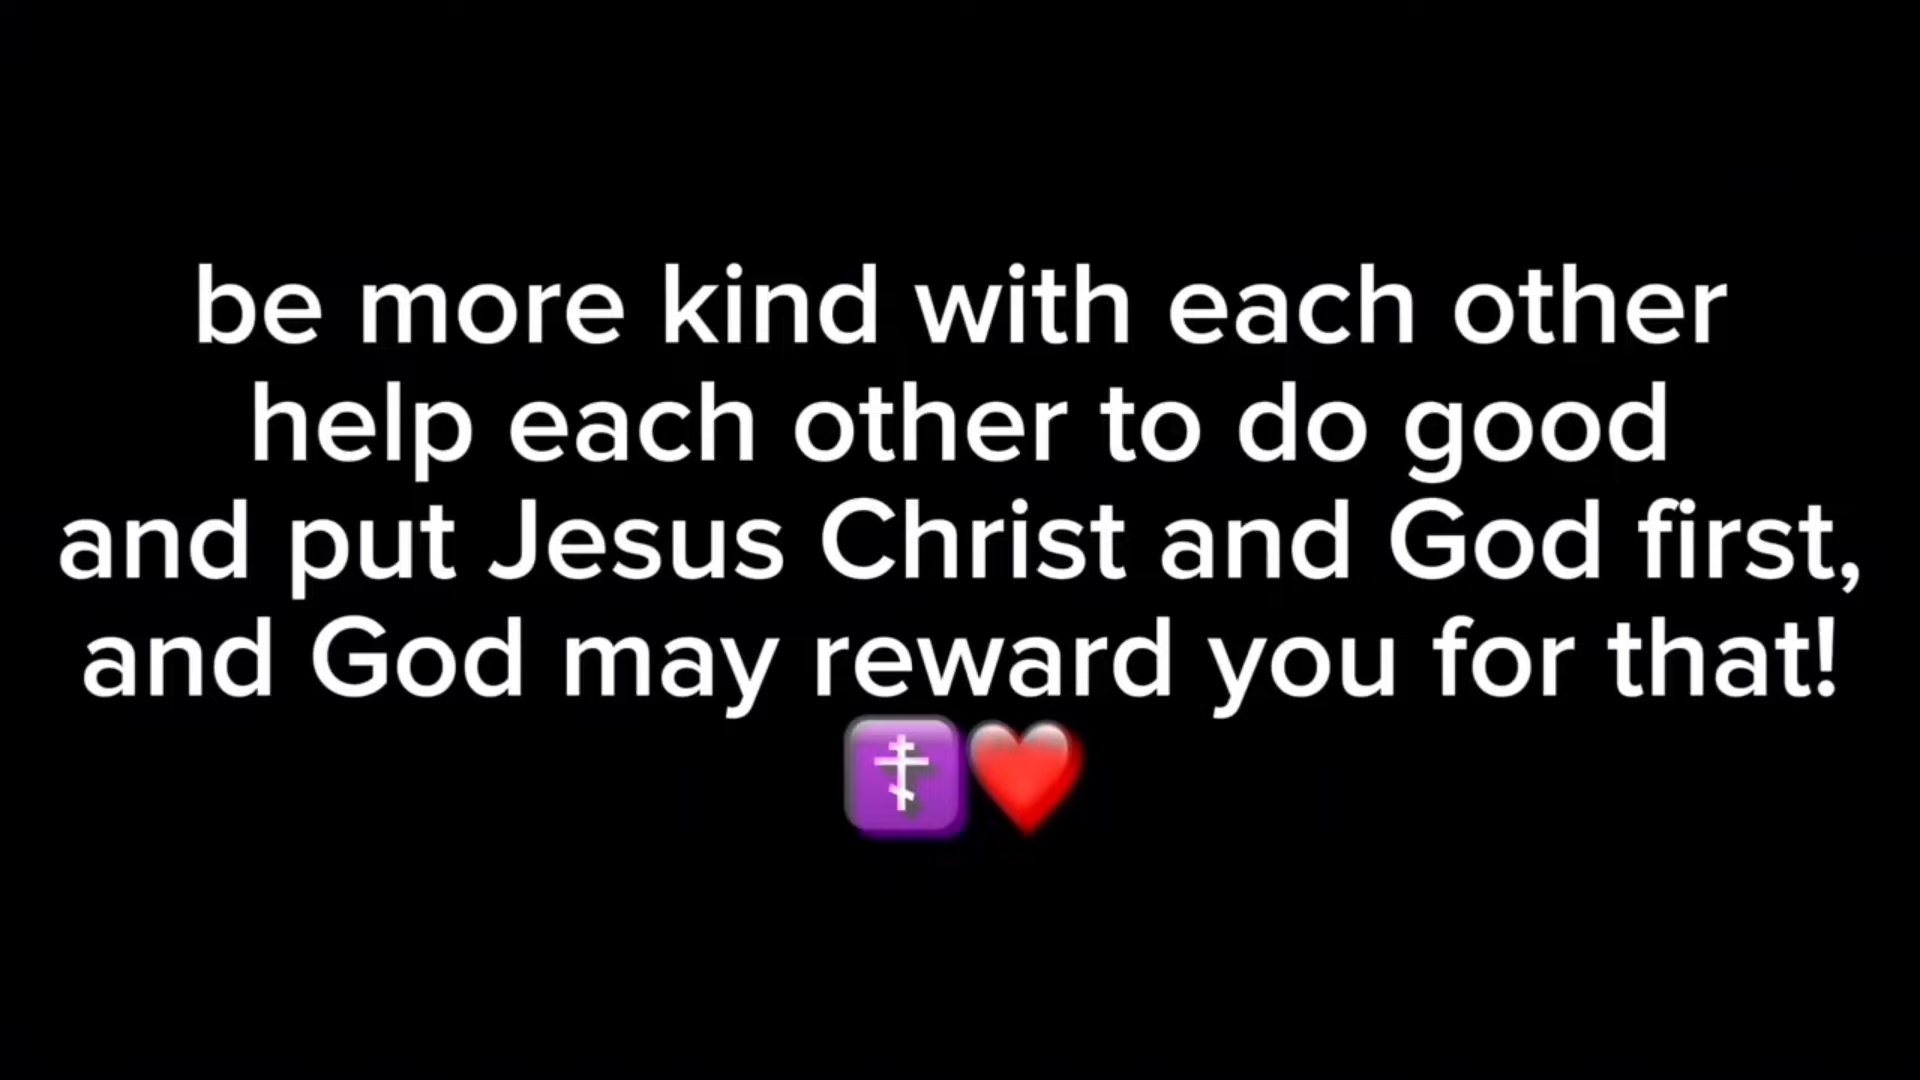 be more kind with each other
help each other to do good
and put Jesus Christ and God first,
and God may reward you for that!
☦️❤️